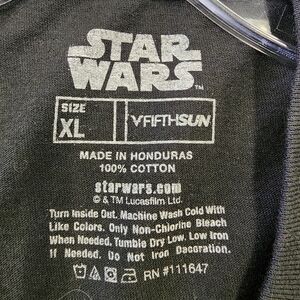 STAR
WARS™
SIZE
XL
FIFTHSUN
MADE IN HONDURAS
100% COTTON
starwars.com
© & TM Lucasfilm Ltd.
Turn Inside Out. Machine Wash Cold With
Like Colors. Only Non-Chlorine Bleach
When Needed. Tumble Dry Low. Low Iron
If Needed. Do Not Iron Decoration.
RN #111647